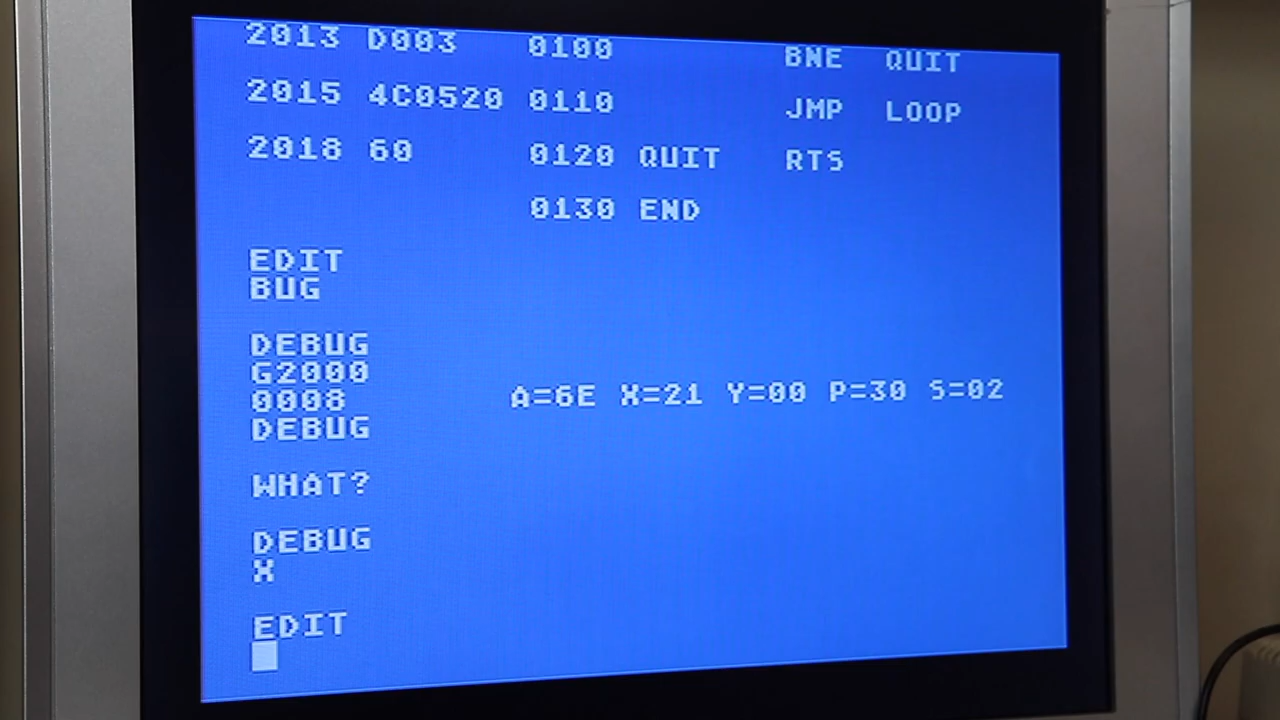 2013 D003 0100 BNE QUIT
2015 4C0520 0110 JMP LOOP
2018 60 0120 QUIT RTS
0130 END
EDIT
BUG
DEBUG
G2000
0008 A=6E X=21 Y=00 P=30 S=02
DEBUG
WHAT?
DEBUG
X
EDIT